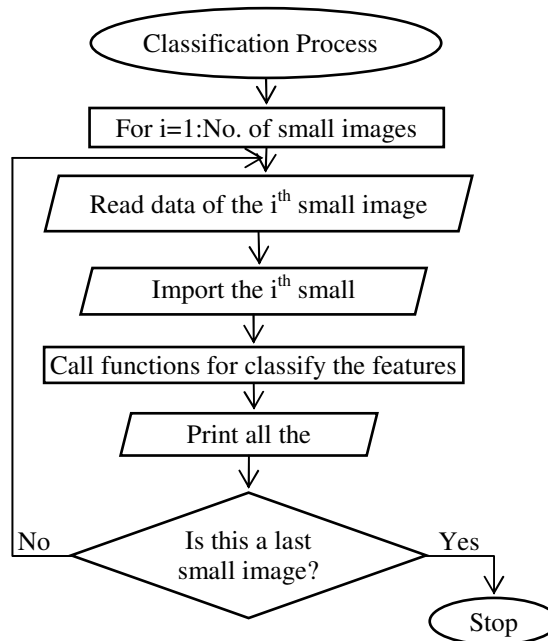 Classification Process
For i=1:No. of small images
Read data of the ith small image
Import the ith small
Call functions for classify the features
Print all the
Is this a last
small image?
No
Yes
Stop